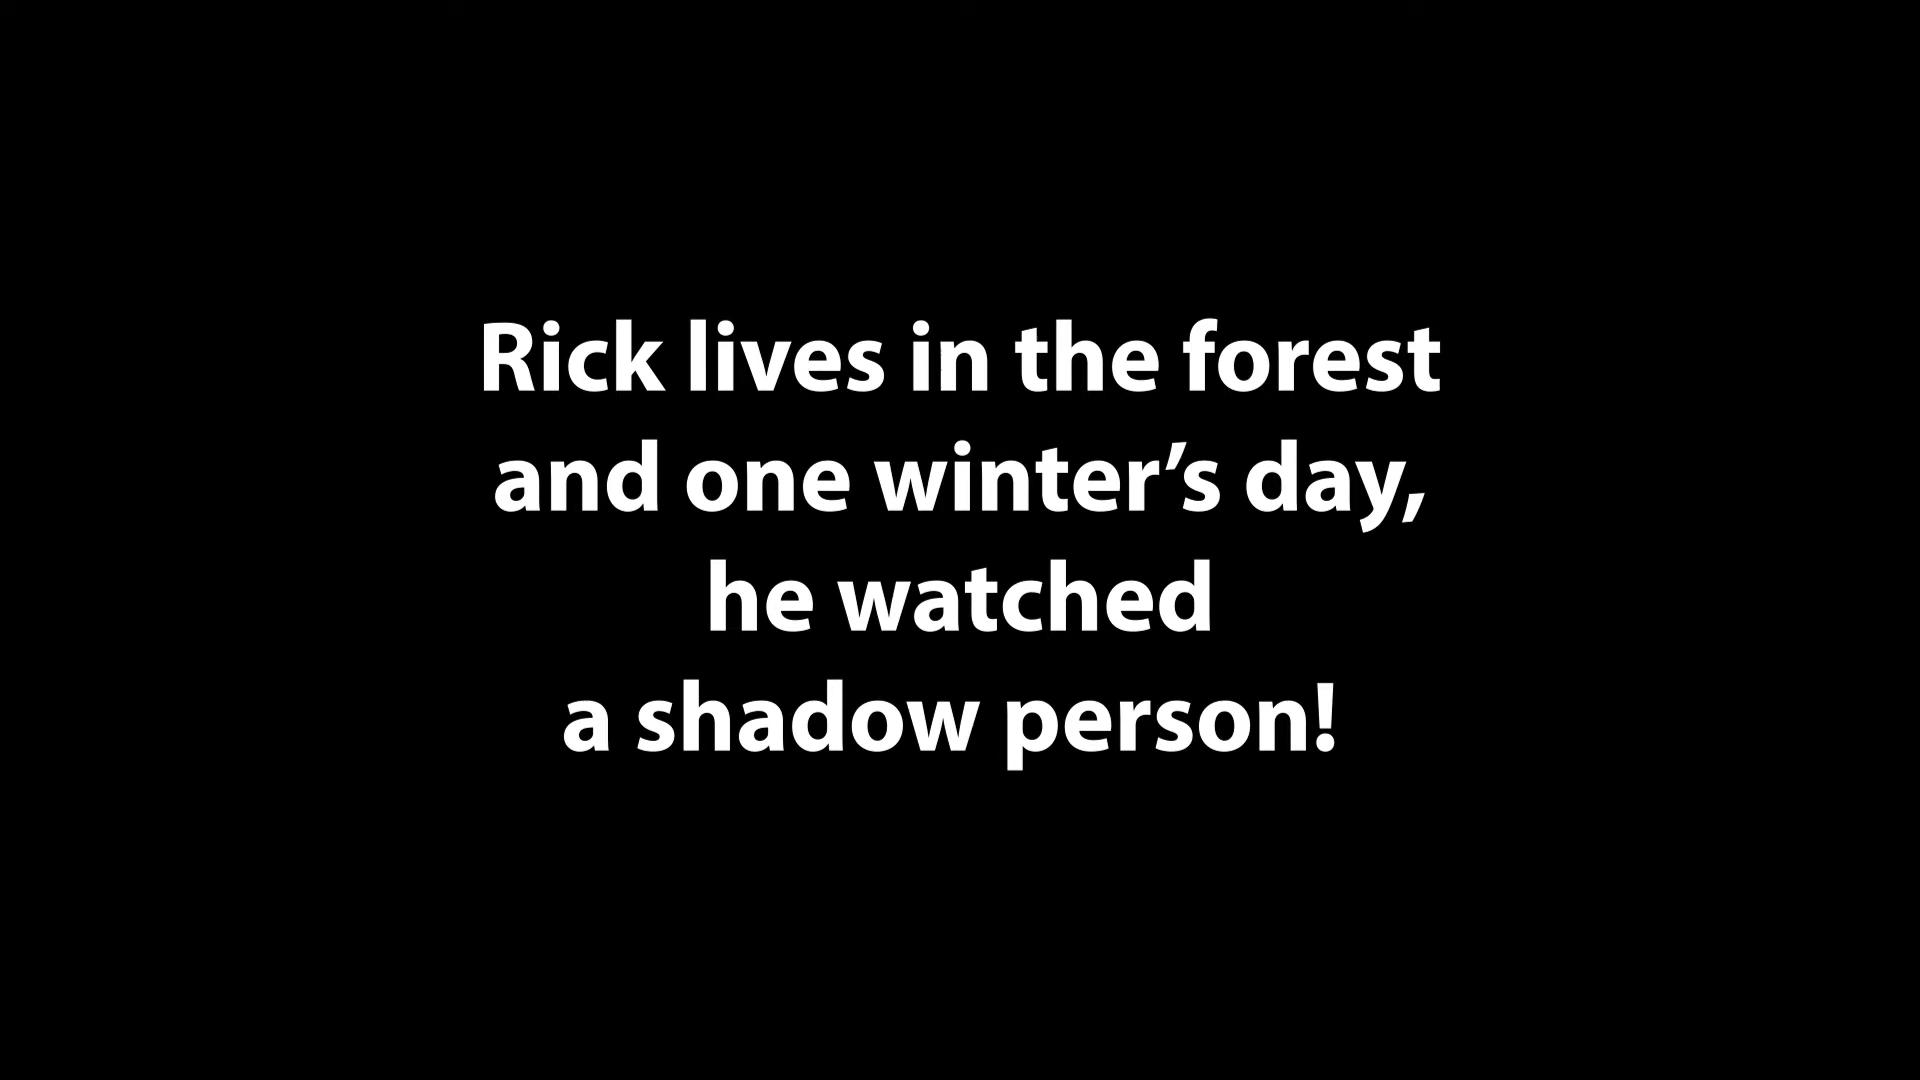 Rick lives in the forest
and one winter’s day,
he watched
a shadow person!